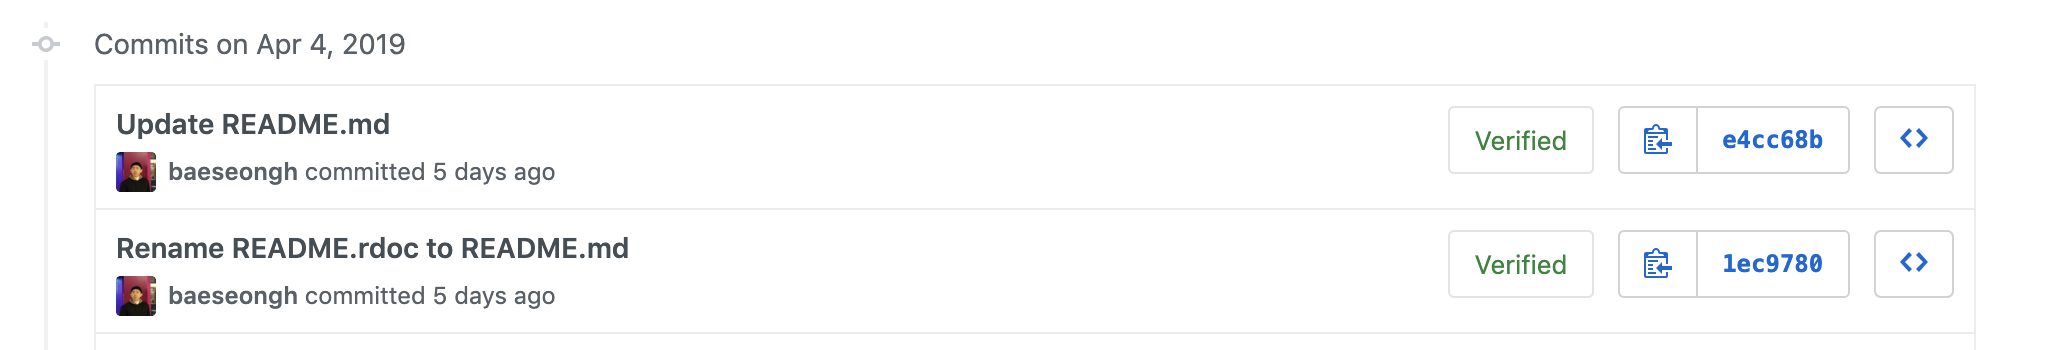 Commits on Apr 4, 2019
Update README.md
baeseongh committed 5 days ago
Verified
e4cc68b
Rename README.rdoc to README.md
baeseongh committed 5 days ago
Verified
1ec9780